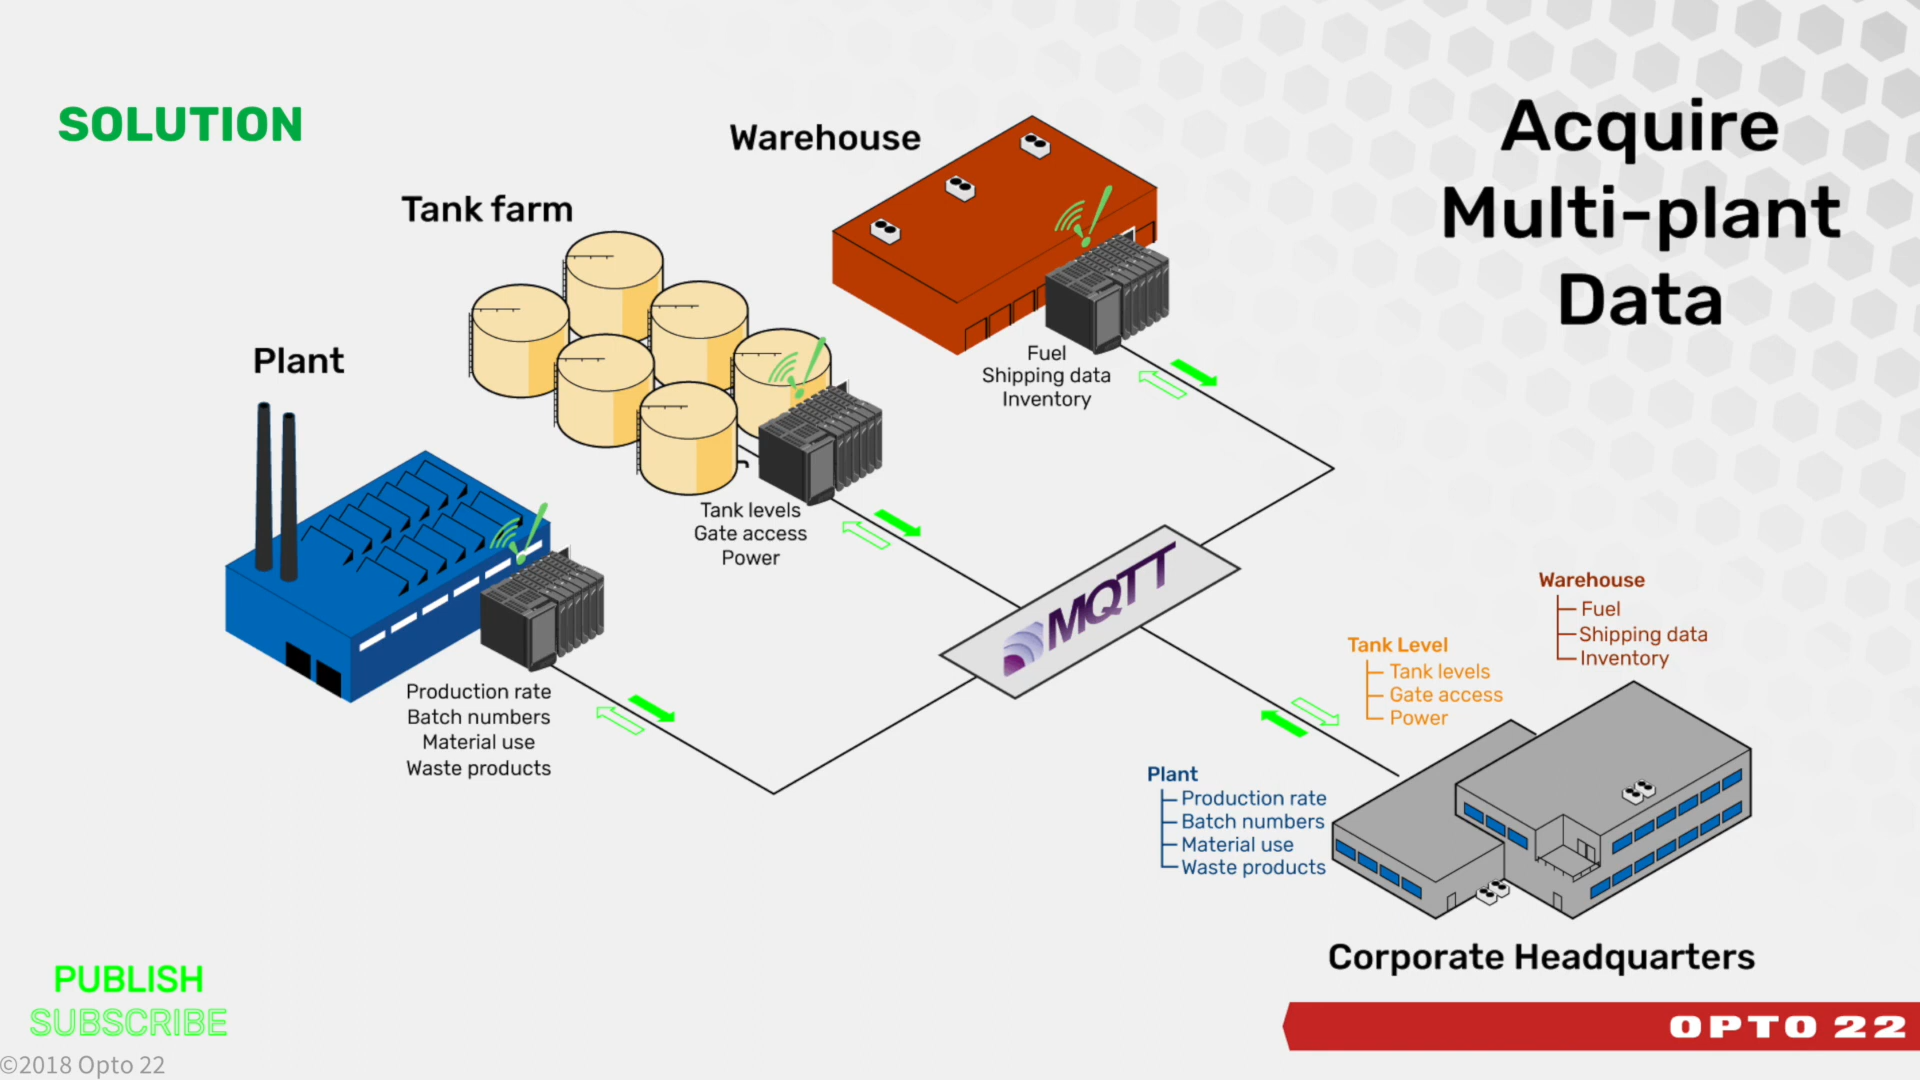 SOLUTION
Acquire
Multi-plant
Data
Warehouse
Fuel
Shipping data
Inventory
Tank farm
Tank levels
Gate access
Power
Plant
Production rate
Batch numbers
Material use
Waste products
MQTT
Warehouse
Fuel
Shipping data
Inventory
Tank Level
Tank levels
Gate access
Power
Plant
Production rate
Batch numbers
Material use
Waste products
Corporate Headquarters
PUBLISH
SUBSCRIBE
©2018 Opto 22
OPTO 22